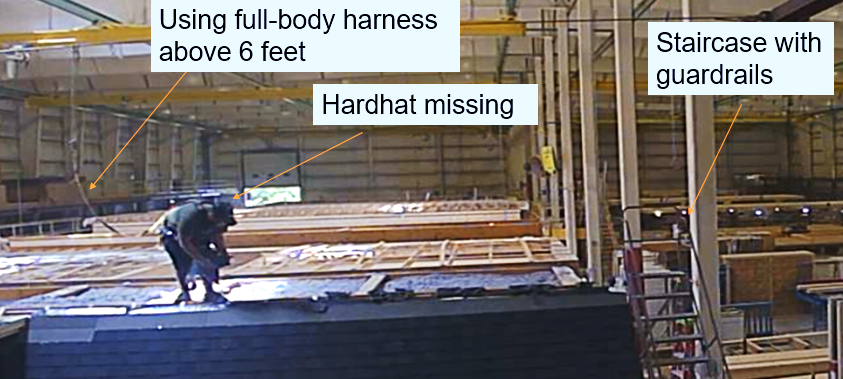 Using full-body harness
above 6 feet
Hardhat missing
Staircase with
guardrails